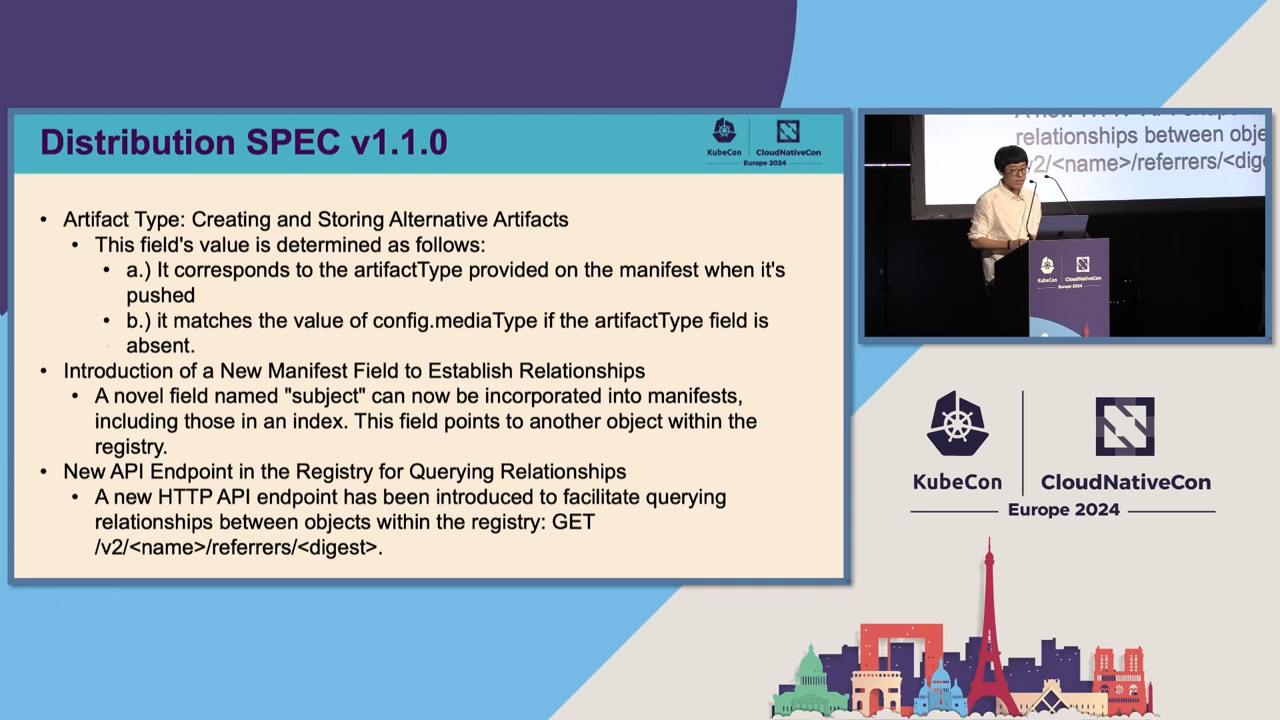 Distribution SPEC v1.1.0
KubeCon
CloudNativeCon
Europe 2024
• Artifact Type: Creating and Storing Alternative Artifacts
• This field's value is determined as follows:
• a.) It corresponds to the artifactType provided on the manifest when it's
pushed
• b.) it matches the value of config.mediaType if the artifactType field is
absent.
• Introduction of a New Manifest Field to Establish Relationships
• A novel field named "subject" can now be incorporated into manifests,
including those in an index. This field points to another object within the
registry.
• New API Endpoint in the Registry for Querying Relationships
• A new HTTP API endpoint has been introduced to facilitate querying
relationships between objects within the registry: GET
/v2/<name>/referrers/<digest>.
relationships between obje
/v2/<name>/referrers/<dig
KubeCon
CloudNativeCon
Europe 2024
KubeCon
CloudNativeCon
Europe 2024